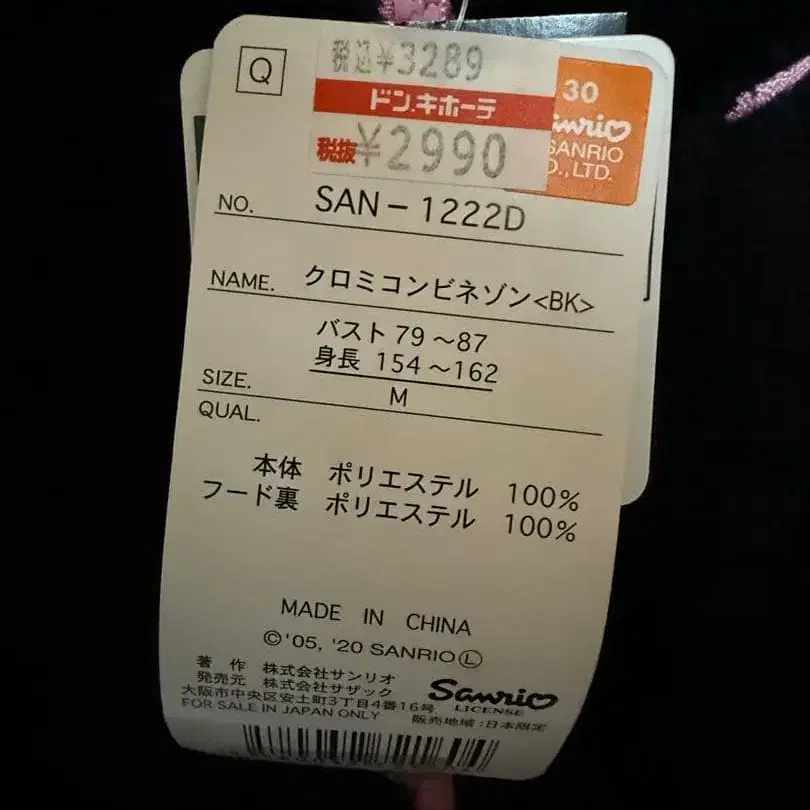 Q
税込¥3289
ドン.キホーテ
税抜¥2990
30
SANRIO
LTD.
NO. SAN-1222D
NAME. クロミコンビネゾン<BK>
バスト 79～87
身長 154～162
SIZE. M
QUAL.
本体 ポリエステル 100%
フード裏 ポリエステル 100%
MADE IN CHINA
©'05, '20 SANRIO Ⓛ
著 作 株式会社サンリオ
発売元 株式会社サザック
大阪市中央区安土町3丁目4番16号
FOR SALE IN JAPAN ONLY 販売地域:日本限定
Sanrio
LICENSE